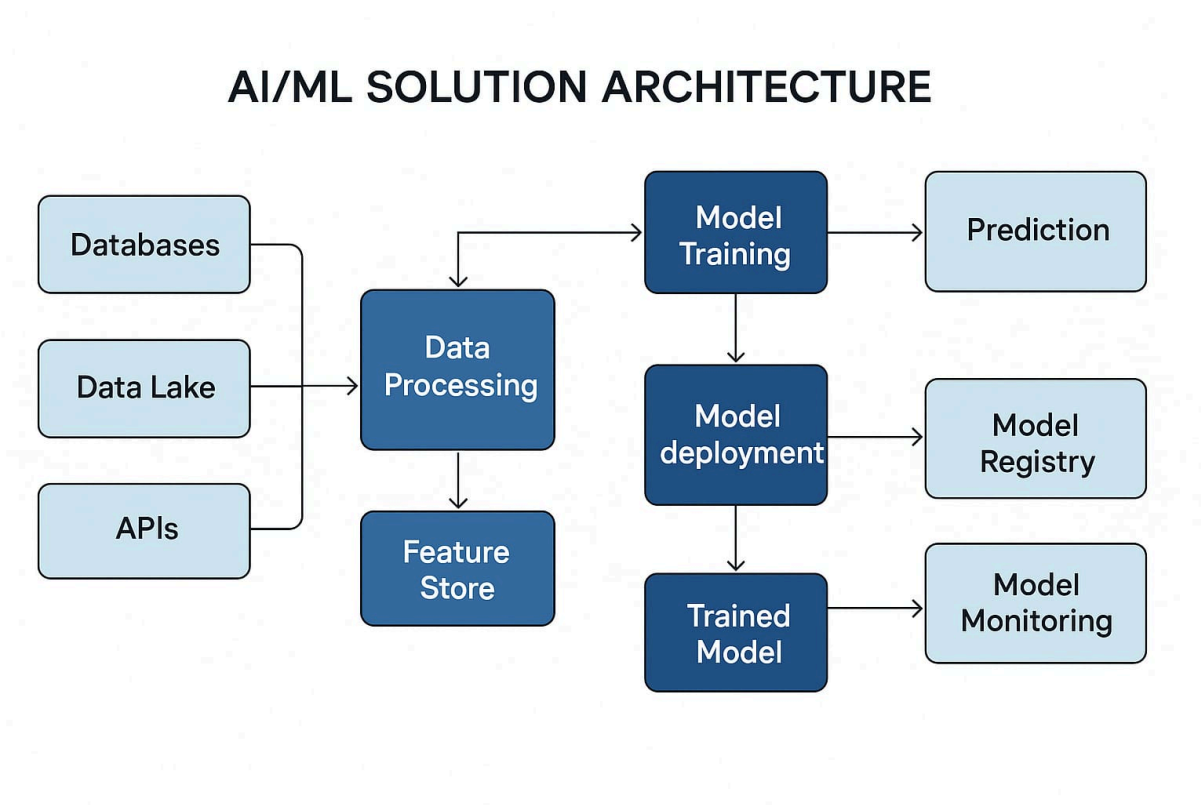 AI/ML SOLUTION ARCHITECTURE
Databases
Data Lake
APIs
Data
Processing
Feature
Store
Model
Training
Model
deployment
Trained
Model
Prediction
Model
Registry
Model
Monitoring